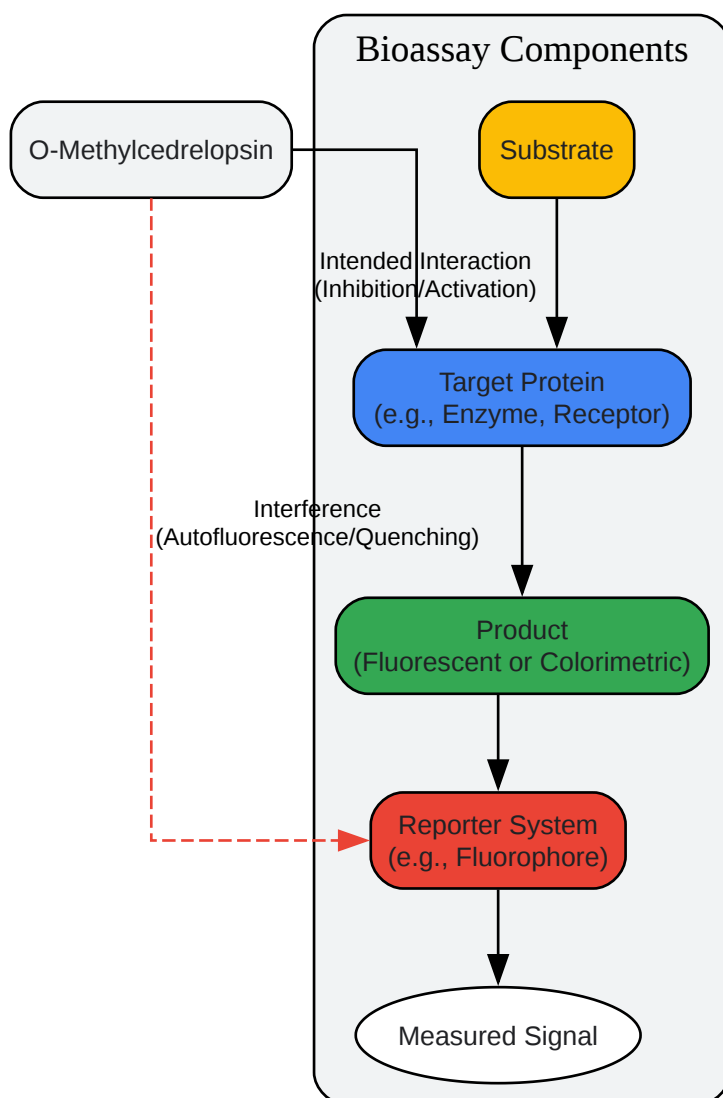 Bioassay Components
O-Methylcedrelopsin
Substrate
Intended Interaction
(Inhibition/Activation)
Target Protein
(e.g., Enzyme, Receptor)
Interference
(Autofluorescence/Quenching)
Product
(Fluorescent or Colorimetric)
Reporter System
(e.g., Fluorophore)
Measured Signal